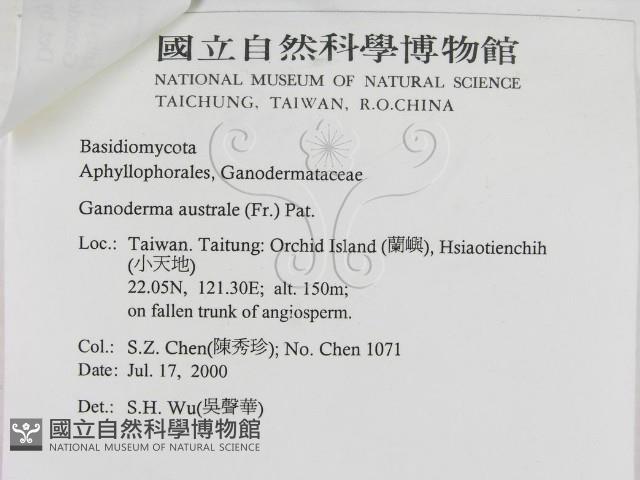 國立自然科學博物館
NATIONAL MUSEUM OF NATURAL SCIENCE
TAICHUNG, TAIWAN, R.O.CHINA
Basidiomycota
Aphyllophorales, Ganodermataceae
Ganoderma australe (Fr.) Pat.
Loc.: Taiwan. Taitung: Orchid Island (蘭嶼), Hsiaotienchih
(小天地)
22.05N, 121.30E; alt. 150m;
on fallen trunk of angiosperm.
Col.: S.Z. Chen(陳秀珍); No. Chen 1071
Date: Jul. 17, 2000
Det.: S.H. Wu(吳聲華)
國立自然科學博物館
NATIONAL MUSEUM OF NATURAL SCIENCE